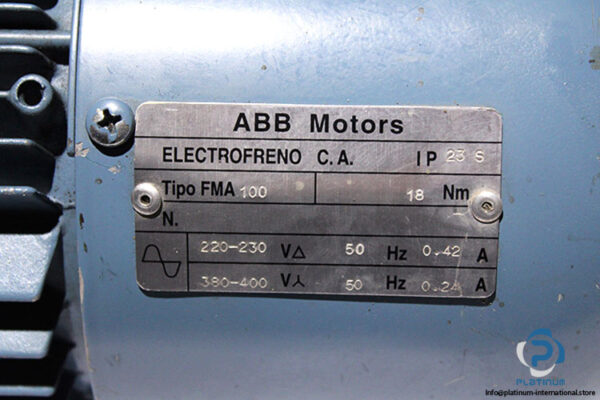 ABB Motors
ELECTROFRENO C.A. IP 23 S
Tipo FMA 100 18 Nm
N.
220-230 V△ 50 Hz 0.42 A
380-400 V⅄ 50 Hz 0.24 A
PLATINUM
Info@platinum-international.store